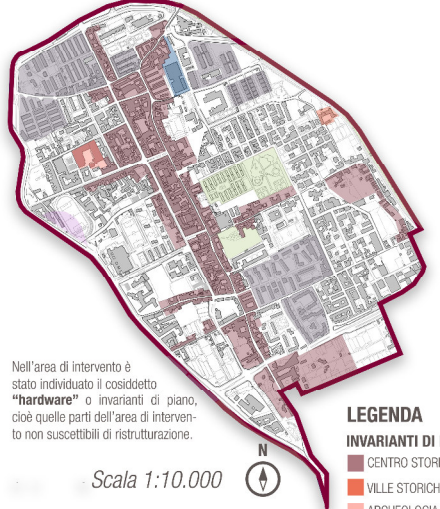 Nell'area di intervento è
stato individuato il cosiddetto
"hardware" o invarianti di piano,
cioè quelle parti dell'area di interven-
to non suscettibili di ristrutturazione.
N
Scala 1:10.000
LEGENDA
INVARIANTI DI
CENTRO STORI
VILLE STORICH